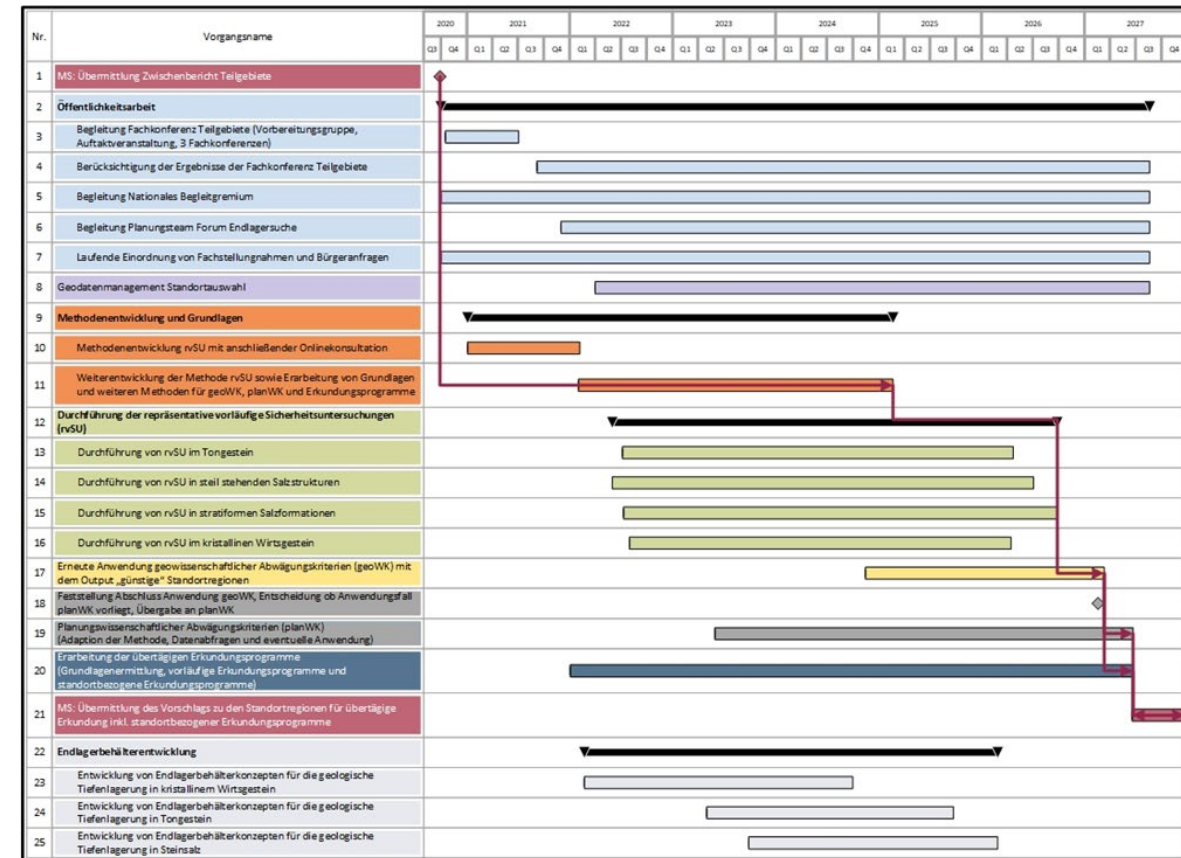 Nr.
Vorgangsname
2020 2021 2022 2023 2024 2025 2026 2027
Q3 Q4 Q1 Q2 Q3 Q4 Q1 Q2 Q3 Q4 Q1 Q2 Q3 Q4 Q1 Q2 Q3 Q4 Q1 Q2 Q3 Q4 Q1 Q2 Q3 Q4 Q1 Q2 Q3 Q4
1 MS: Übermittlung Zwischenbericht Teilgebiete
2 Öffentlichkeitsarbeit
3 Begleitung Fachkonferenz Teilgebiete (Vorbereitungsgruppe,
Auftaktveranstaltung, 3 Fachkonferenzen)
4 Berücksichtigung der Ergebnisse der Fachkonferenz Teilgebiete
5 Begleitung Nationales Begleitgremium
6 Begleitung Planungsteam Forum Endlagersuche
7 Laufende Einordnung von Fachstellungnahmen und Bürgeranfragen
8 Geodatenmanagement Standortauswahl
9 Methodenentwicklung und Grundlagen
10 Methodenentwicklung rvSU mit anschließender Onlinekonsultation
11 Weiterentwicklung der Methode rvSU sowie Erarbeitung von Grundlagen
und weiteren Methoden für geoWK, planWK und Erkundungsprogramme
12 Durchführung der repräsentative vorläufige Sicherheitsuntersuchungen
(rvSU)
13 Durchführung von rvSU im Tongestein
14 Durchführung von rvSU in steil stehenden Salzstrukturen
15 Durchführung von rvSU in stratiformen Salzformationen
16 Durchführung von rvSU im kristallinen Wirtsgestein
17 Erneute Anwendung geowissenschaftlicher Abwägungskriterien (geoWK) mit
dem Output „günstige“ Standortregionen
18 Feststellung Abschluss Anwendung geoWK, Entscheidung ob Anwendungsfall
planWK vorliegt, Übergabe an planWK
19 Planungswissenschaftlicher Abwägungskriterien (planWK)
(Adaption der Methode, Datenabfragen und eventuelle Anwendung)
20 Erarbeitung der übertägigen Erkundungsprogramme
(Grundlagenermittlung, vorläufige Erkundungsprogramme und
standortbezogene Erkundungsprogramme)
21 MS: Übermittlung des Vorschlags zu den Standortregionen für übertägige
Erkundung inkl. standortbezogener Erkundungsprogramme
22 Endlagerbehälterentwicklung
23 Entwicklung von Endlagerbehälterkonzepten für die geologische
Tiefenlagerung in kristallinem Wirtsgestein
24 Entwicklung von Endlagerbehälterkonzepten für die geologische
Tiefenlagerung in Tongestein
25 Entwicklung von Endlagerbehälterkonzepten für die geologische
Tiefenlagerung in Steinsalz